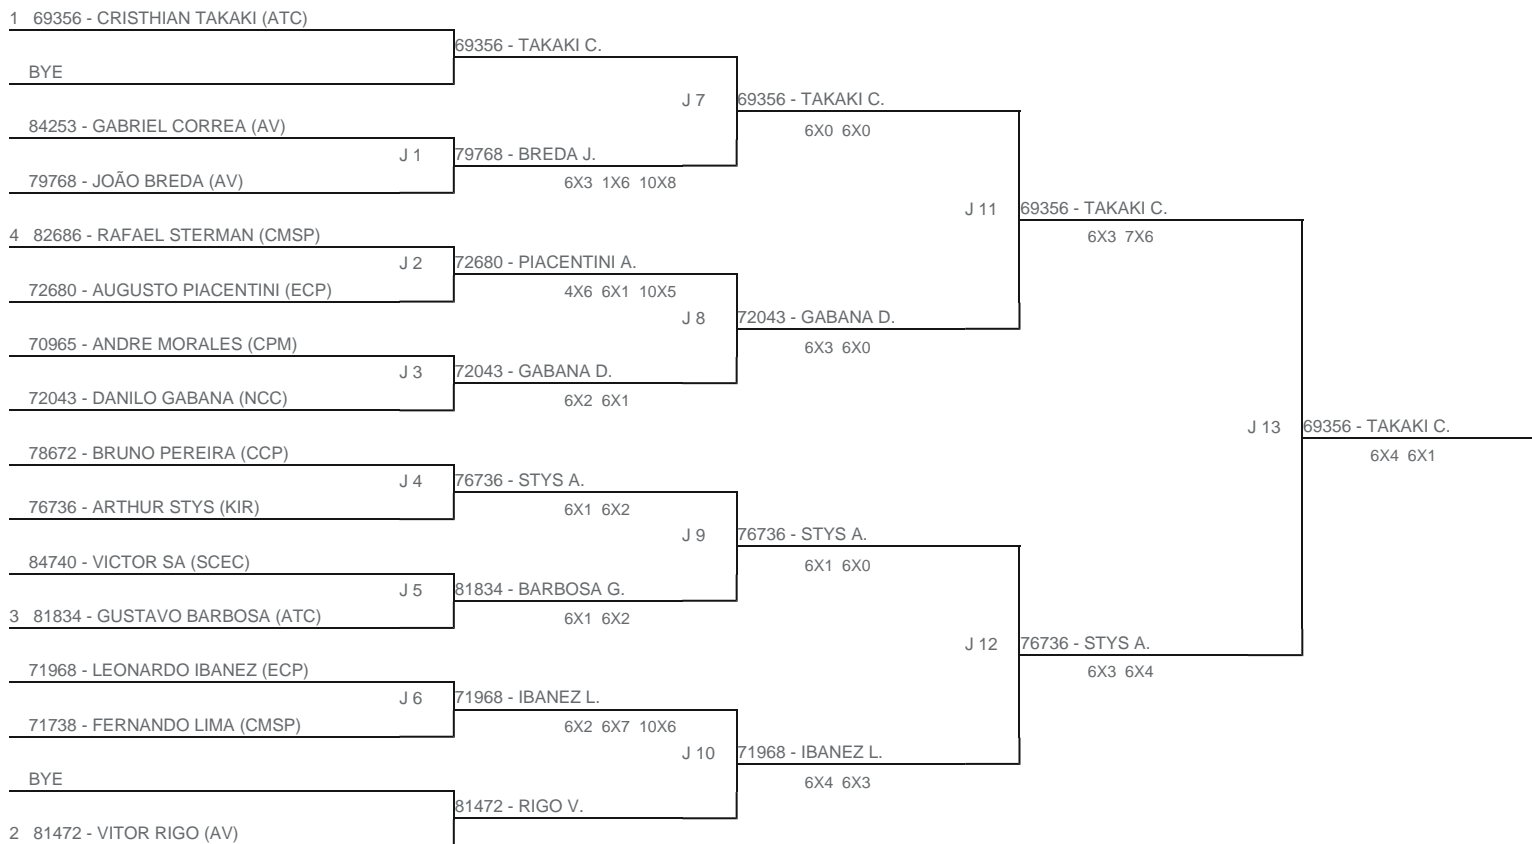 1 69356 - CRISTHIAN TAKAKI (ATC)
69356 - TAKAKI C.
BYE
J 7
69356 - TAKAKI C.
84253 - GABRIEL CORREA (AV)
6X0 6X0
J 1
79768 - BREDA J.
79768 - JOÃO BREDA (AV)
6X3 1X6 10X8
J 11
69356 - TAKAKI C.
4 82686 - RAFAEL STERMAN (CMSP)
6X3 7X6
J 2
72680 - PIACENTINI A.
72680 - AUGUSTO PIACENTINI (ECP)
4X6 6X1 10X5
J 8
72043 - GABANA D.
70965 - ANDRE MORALES (CPM)
6X3 6X0
J 3
72043 - GABANA D.
72043 - DANILO GABANA (NCC)
6X2 6X1
J 13
69356 - TAKAKI C.
78672 - BRUNO PEREIRA (CCP)
6X4 6X1
J 4
76736 - STYS A.
76736 - ARTHUR STYS (KIR)
6X1 6X2
J 9
76736 - STYS A.
84740 - VICTOR SA (SCEC)
6X1 6X0
J 5
81834 - BARBOSA G.
3 81834 - GUSTAVO BARBOSA (ATC)
6X1 6X2
J 12
76736 - STYS A.
71968 - LEONARDO IBANEZ (ECP)
6X3 6X4
J 6
71968 - IBANEZ L.
71738 - FERNANDO LIMA (CMSP)
6X2 6X7 10X6
J 10
71968 - IBANEZ L.
BYE
6X4 6X3
81472 - RIGO V.
2 81472 - VITOR RIGO (AV)